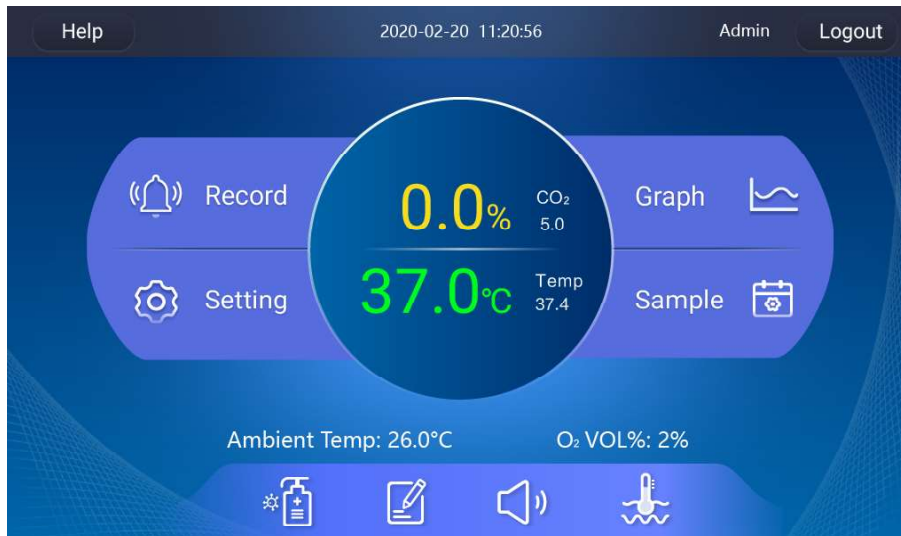 Help
2020-02-20 11:20:56
Admin
Logout
Record
0.0%
CO₂
5.0
Graph
Setting
37.0°C
Temp
37.4
Sample
Ambient Temp: 26.0°C
O₂ VOL%: 2%